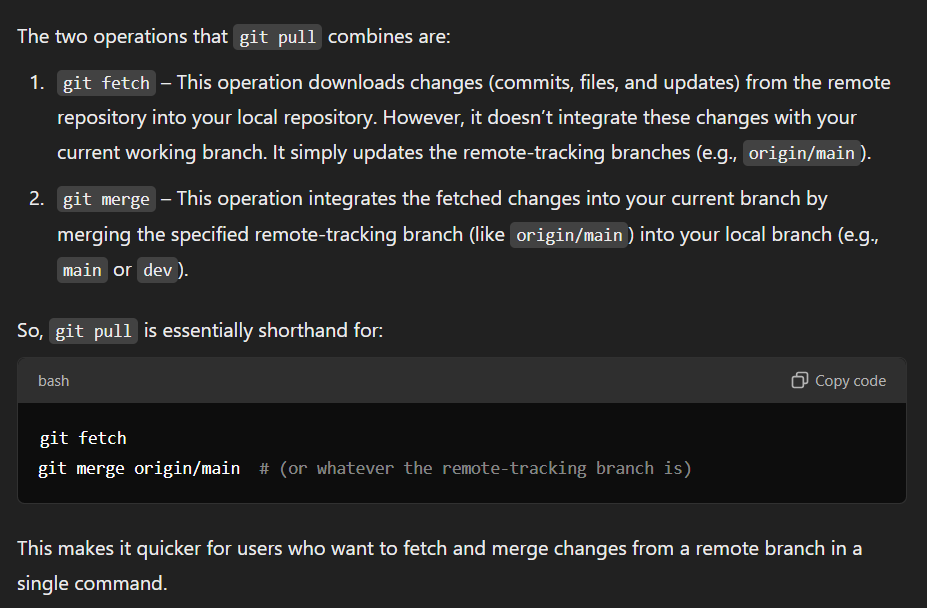 The two operations that git pull combines are:
1. git fetch – This operation downloads changes (commits, files, and updates) from the remote
repository into your local repository. However, it doesn’t integrate these changes with your
current working branch. It simply updates the remote-tracking branches (e.g., origin/main).
2. git merge – This operation integrates the fetched changes into your current branch by
merging the specified remote-tracking branch (like origin/main) into your local branch (e.g.,
main or dev).
So, git pull is essentially shorthand for:
bash Copy code
git fetch
git merge origin/main  # (or whatever the remote-tracking branch is)
This makes it quicker for users who want to fetch and merge changes from a remote branch in a
single command.